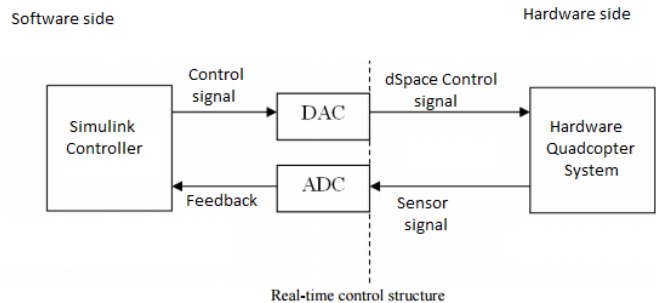 Software side
Hardware side
Control
signal
dSpace Control
signal
Simulink
Controller
DAC
Hardware
Quadcopter
System
ADC
Feedback
Sensor
signal
Real-time control structure